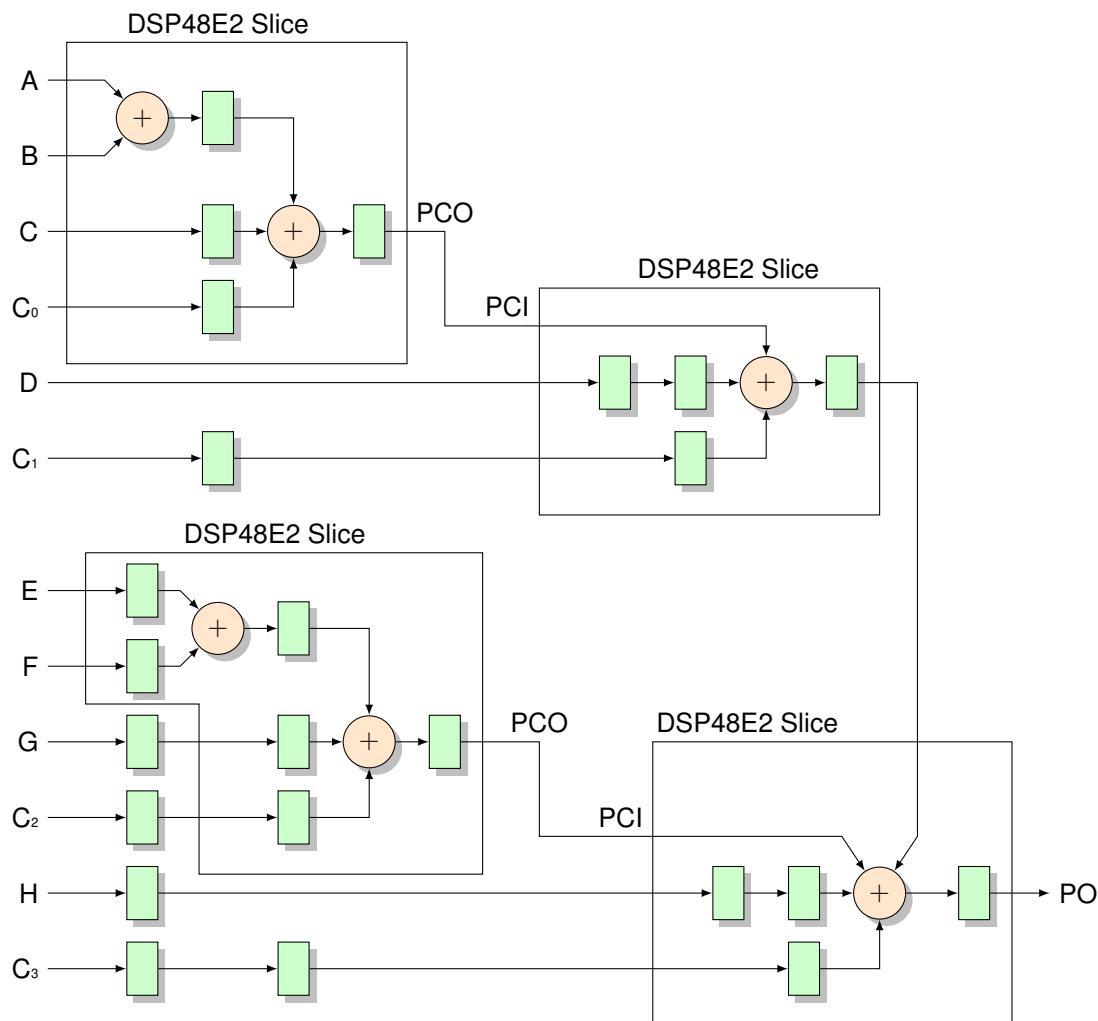 DSP48E2 Slice
A
+
B
PCO
C
+
DSP48E2 Slice
C₀
PCI
D
+
C₁
DSP48E2 Slice
E
+
F
PCO
DSP48E2 Slice
G
+
C₂
PCI
H
+
PO
C₃